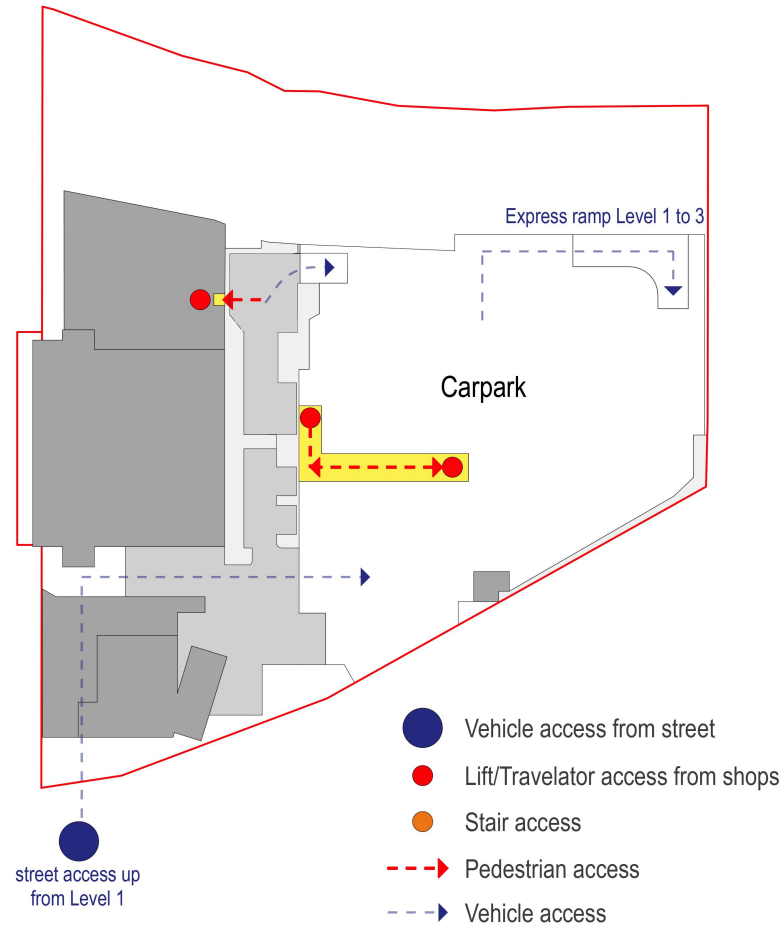 Express ramp Level 1 to 3
Carpark
Vehicle access from street
Lift/Travelator access from shops
Stair access
Pedestrian access
Vehicle access
street access up
from Level 1